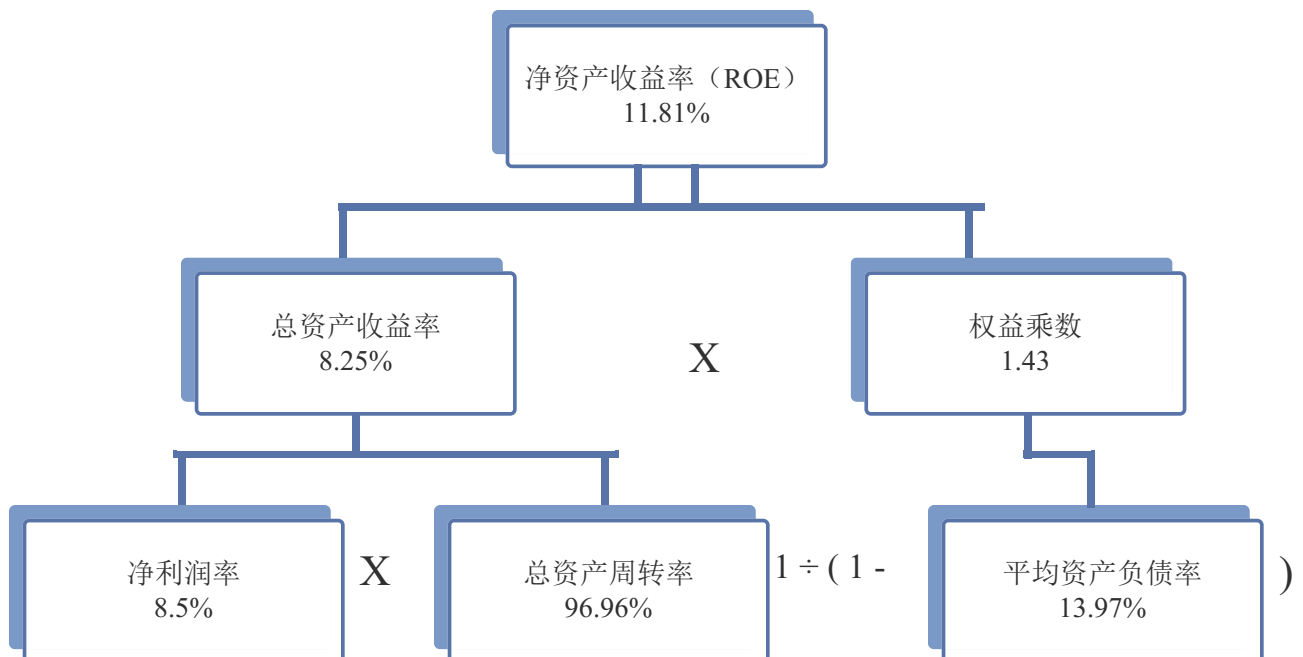 净资产收益率（ROE）
11.81%
总资产收益率
8.25%
X
权益乘数
1.43
净利润率
8.5%
X
总资产周转率
96.96%
1 ÷ ( 1 -
平均资产负债率
13.97%
)